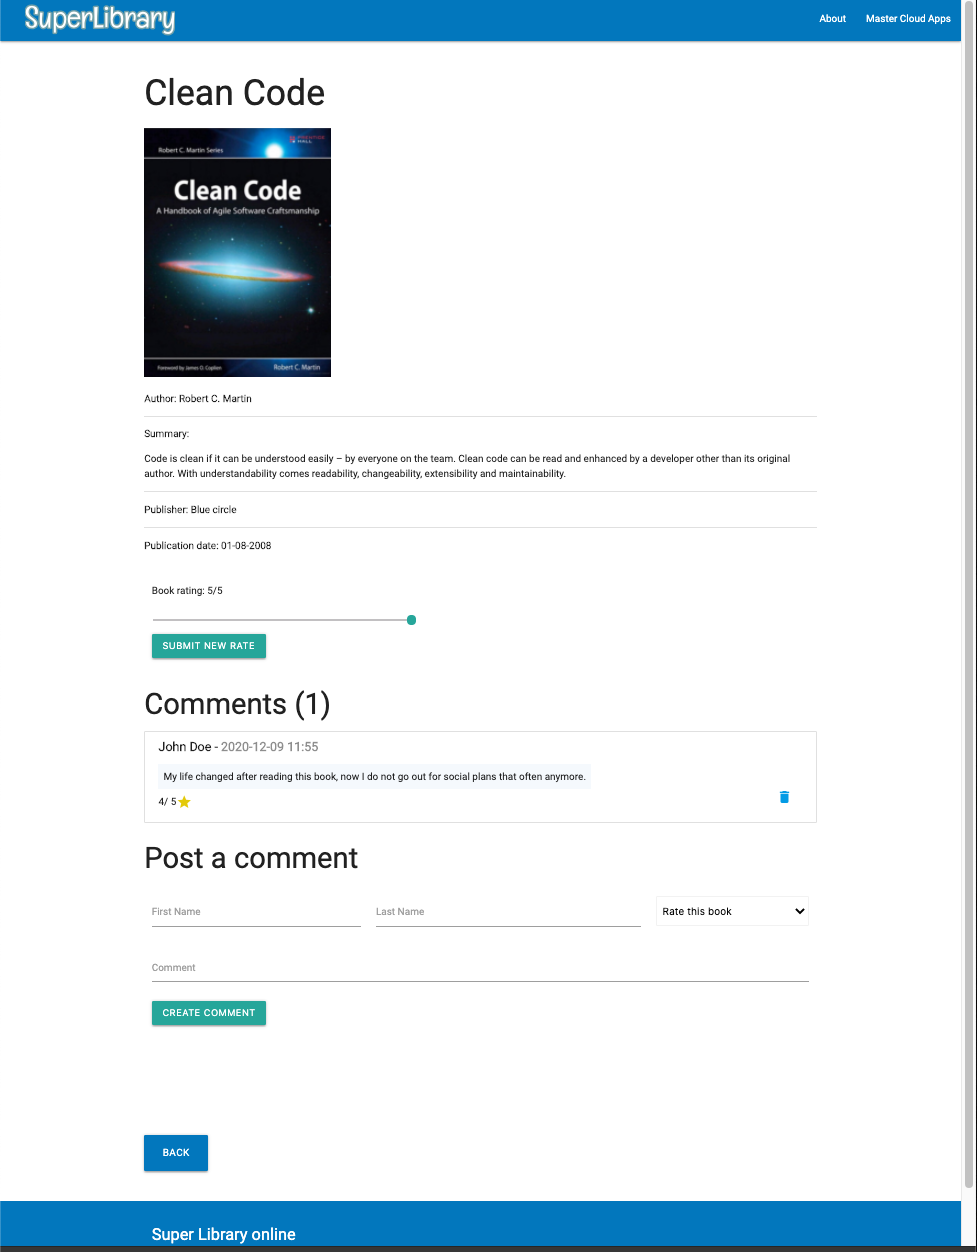 SuperLibrary
About
Master Cloud Apps
Clean Code
Robert C. Martin Series
PRENTICE
HALL
Clean Code
A Handbook of Agile Software Craftsmanship
Foreword by James O. Coplien
Robert C. Martin
Author: Robert C. Martin
Summary:
Code is clean if it can be understood easily – by everyone on the team. Clean code can be read and enhanced by a developer other than its original
author. With understandability comes readability, changeability, extensibility and maintainability.
Publisher: Blue circle
Publication date: 01-08-2008
Book rating: 5/5
SUBMIT NEW RATE
Comments (1)
John Doe - 2020-12-09 11:55
My life changed after reading this book, now I do not go out for social plans that often anymore.
4/ 5
Post a comment
First Name
Last Name
Rate this book
Comment
CREATE COMMENT
BACK
Super Library online